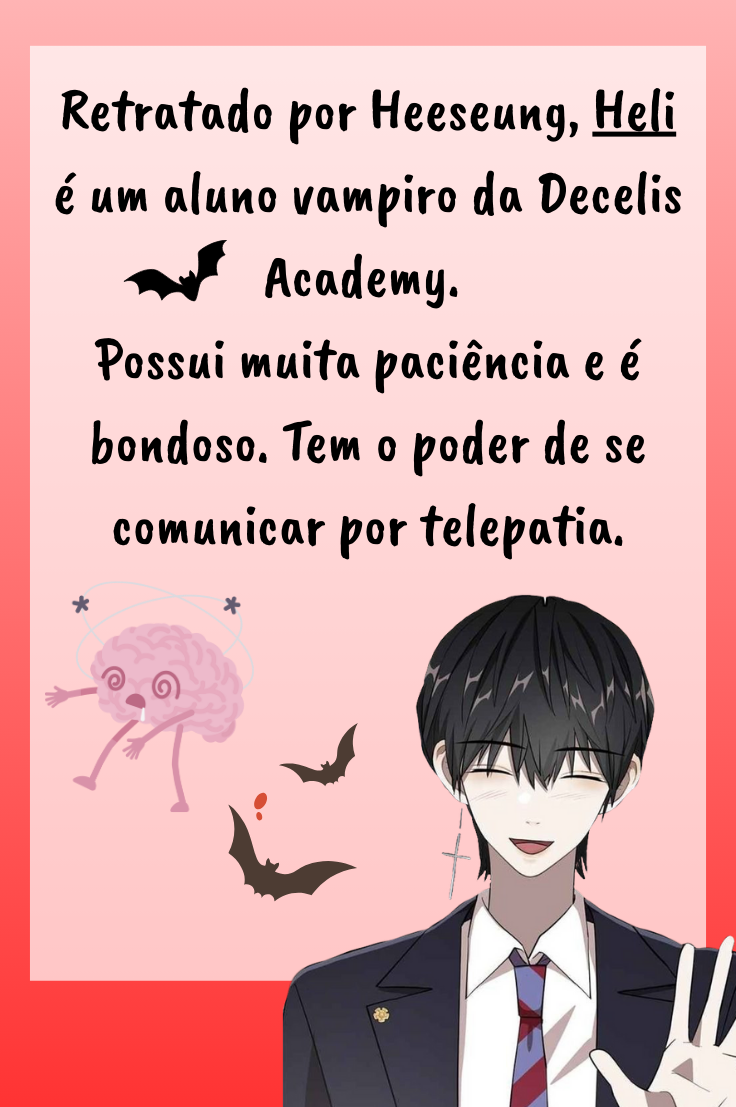 Retratado por Heeseung, Heli
é um aluno vampiro da Decelis
Academy.
Possui muita paciência e é
bondoso. Tem o poder de se
comunicar por telepatia.